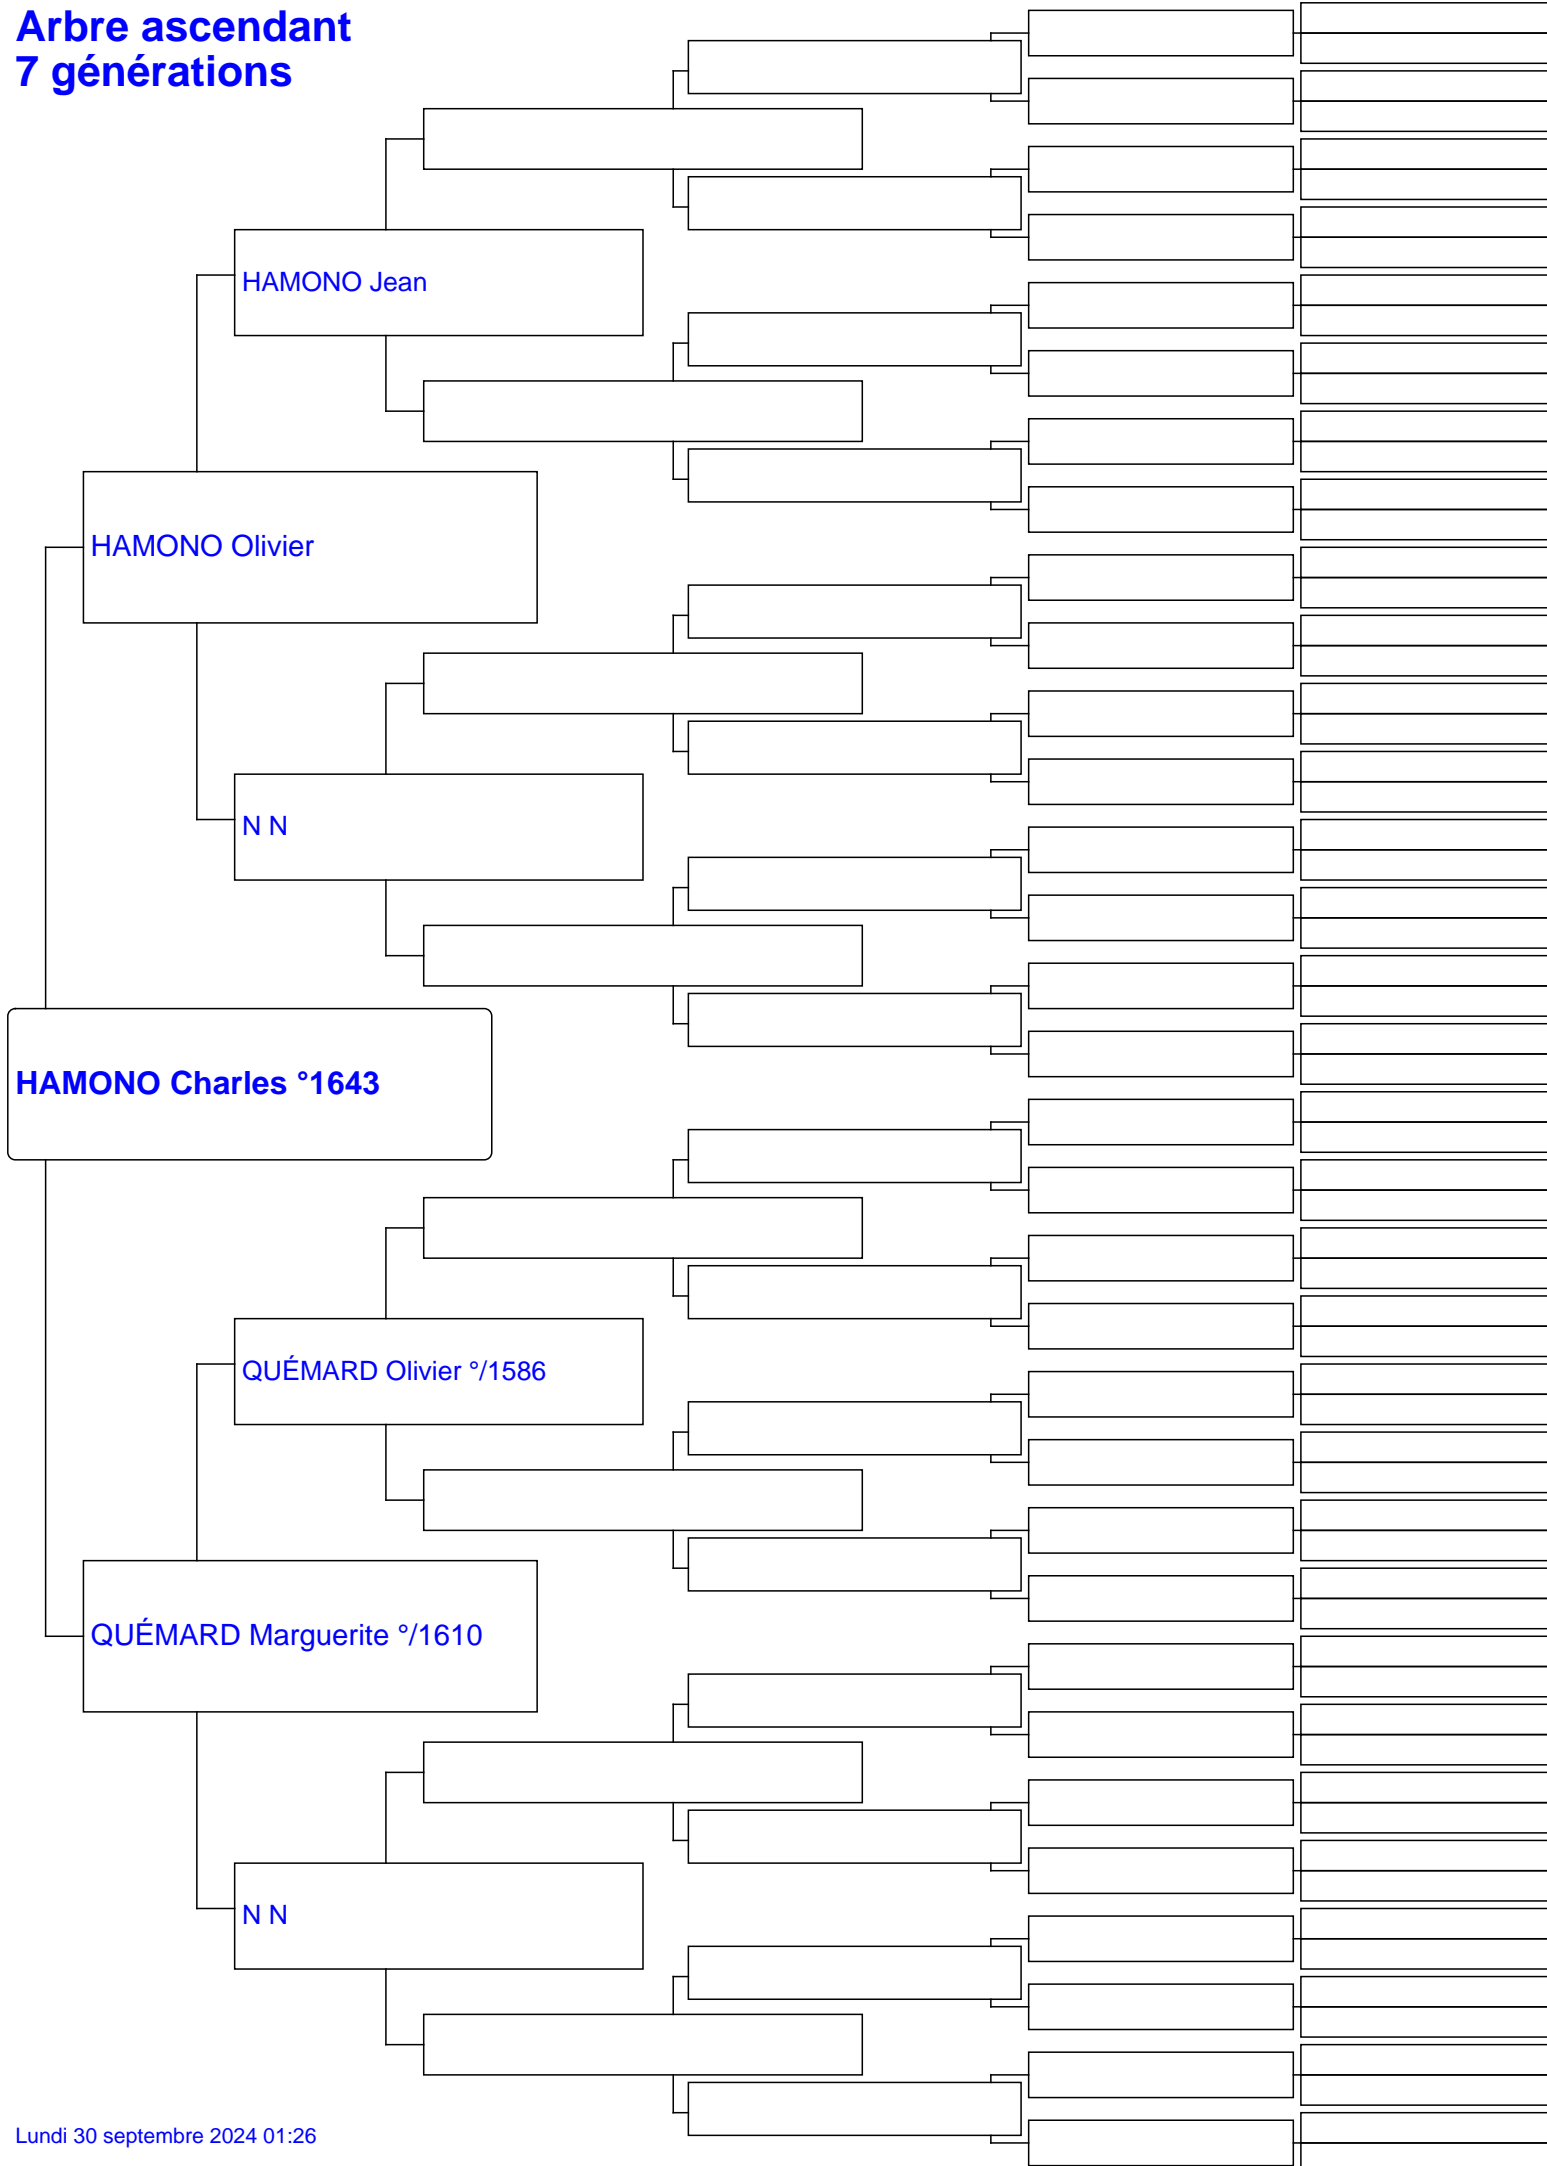 Arbre ascendant
7 générations
HAMONO Jean
HAMONO Olivier
N N
HAMONO Charles °1643
QUÉMARD Olivier °/1586
QUÉMARD Marguerite °/1610
N N
Lundi 30 septembre 2024 01:26